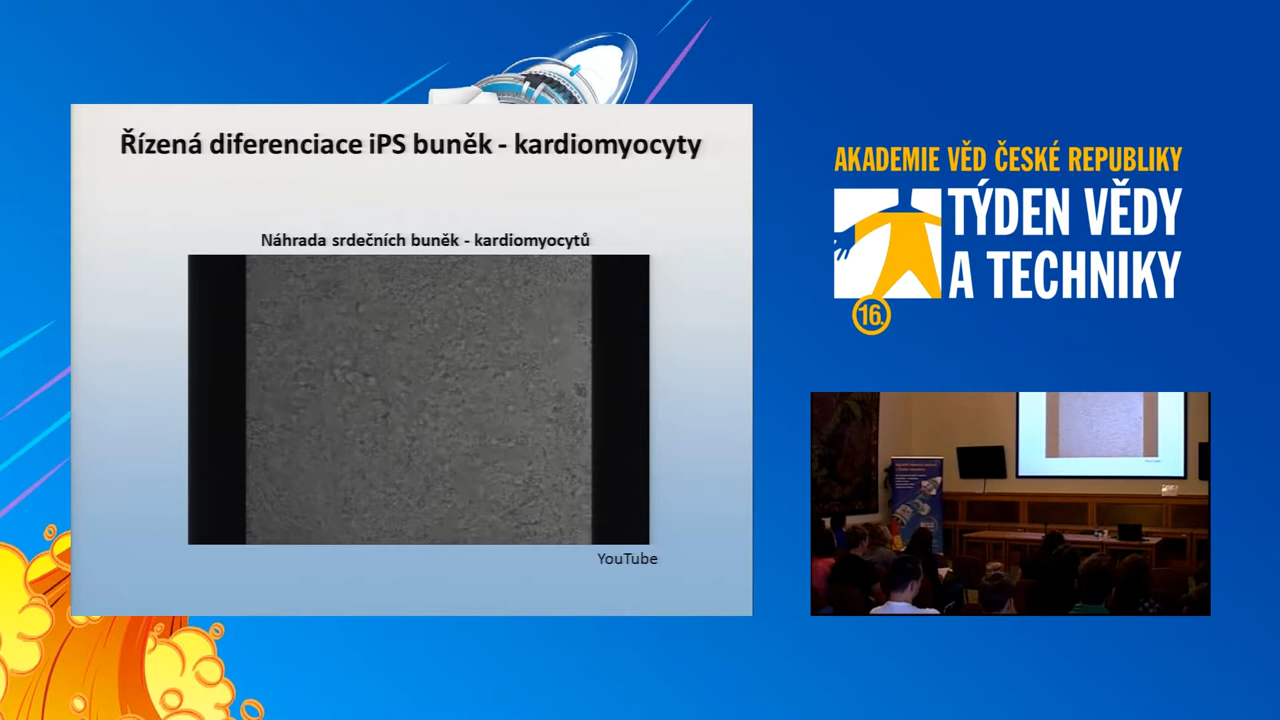 Řízená diferenciace iPS buněk - kardiomyocyty
Náhrada srdečních buněk - kardiomyocytů
YouTube
AKADEMIE VĚD ČESKÉ REPUBLIKY
TÝDEN VĚDY
A TECHNIKY
16.